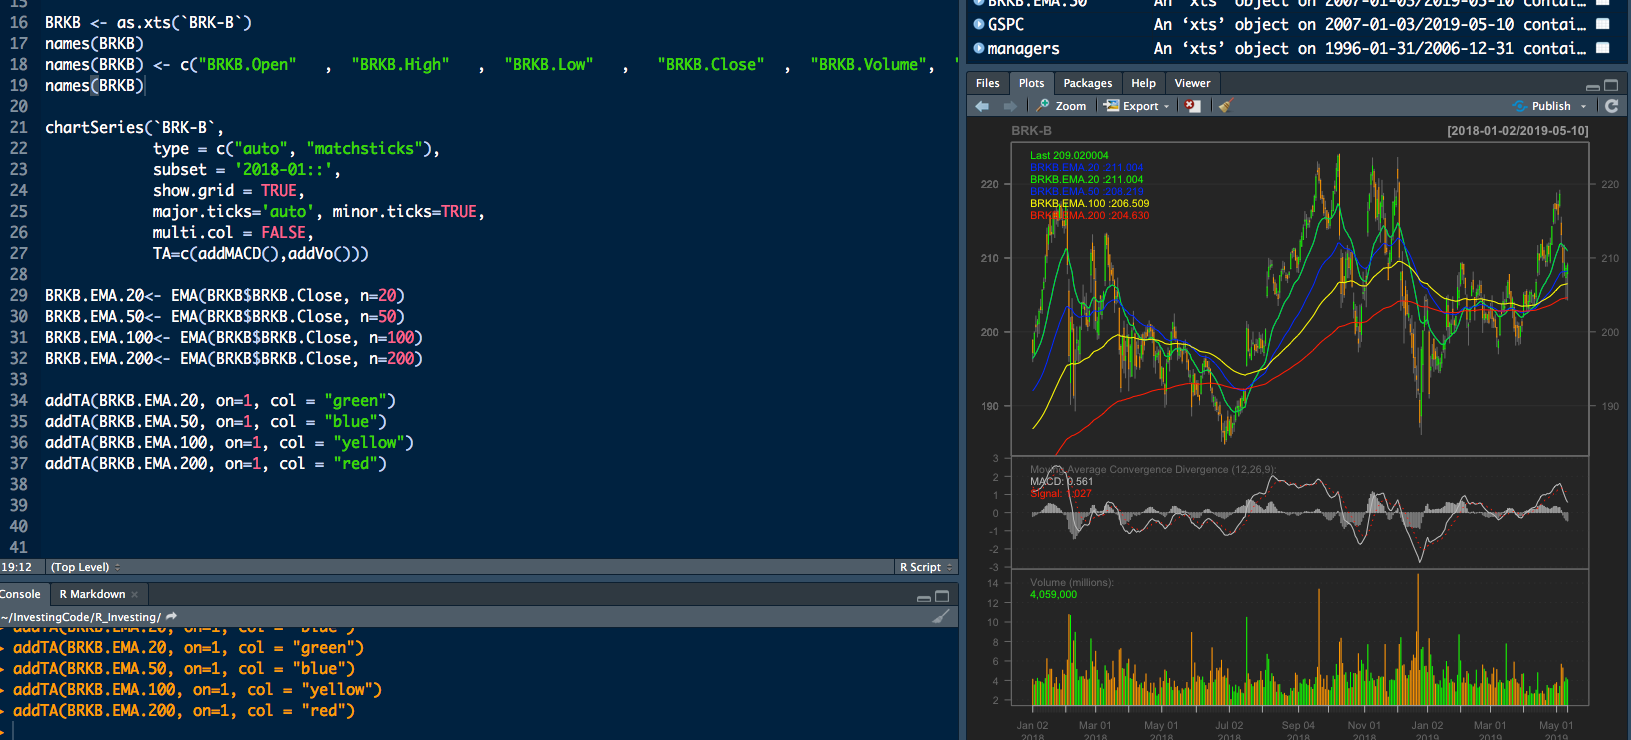 15
16 BRKB <- as.xts(`BRK-B`)
17 names(BRKB)
18 names(BRKB) <- c("BRKB.Open" , "BRKB.High" , "BRKB.Low" , "BRKB.Close" , "BRKB.Volume", "
19 names(BRKB)
20
21 chartSeries(`BRK-B`,
22 type = c("auto", "matchsticks"),
23 subset = '2018-01::',
24 show.grid = TRUE,
25 major.ticks='auto', minor.ticks=TRUE,
26 multi.col = FALSE,
27 TA=c(addMACD(),addVo()))
28
29 BRKB.EMA.20<- EMA(BRKB$BRKB.Close, n=20)
30 BRKB.EMA.50<- EMA(BRKB$BRKB.Close, n=50)
31 BRKB.EMA.100<- EMA(BRKB$BRKB.Close, n=100)
32 BRKB.EMA.200<- EMA(BRKB$BRKB.Close, n=200)
33
34 addTA(BRKB.EMA.20, on=1, col = "green")
35 addTA(BRKB.EMA.50, on=1, col = "blue")
36 addTA(BRKB.EMA.100, on=1, col = "yellow")
37 addTA(BRKB.EMA.200, on=1, col = "red")
38
39
40
41
19:12 (Top Level) R Script
Console R Markdown ×
~/InvestingCode/R_Investing/
> addTA(BRKB.EMA.20, on=1, col = "blue")
> addTA(BRKB.EMA.20, on=1, col = "green")
> addTA(BRKB.EMA.50, on=1, col = "blue")
> addTA(BRKB.EMA.100, on=1, col = "yellow")
> addTA(BRKB.EMA.200, on=1, col = "red")
>
BRKB.EMA.50 An ‘xts’ object on 2007-01-03/2019-05-10 contai…
GSPC An ‘xts’ object on 2007-01-03/2019-05-10 contai…
managers An ‘xts’ object on 1996-01-31/2006-12-31 contai…
Files Plots Packages Help Viewer
Zoom Export Publish
BRK-B [2018-01-02/2019-05-10]
Last 209.020004
BRKB.EMA.20 :211.004
BRKB.EMA.20 :211.004
BRKB.EMA.50 :208.219
BRKB.EMA.100 :206.509
BRKB.EMA.200 :204.630
220 220
210 210
200 200
190 190
Moving Average Convergence Divergence (12,26,9):
MACD: 0.561
Signal: 1.027
3
2
1
0
-1
-2
-3
Volume (millions):
4,059,000
14
12
10
8
6
4
2
Jan 02 Mar 01 May 01 Jul 02 Sep 04 Nov 01 Jan 02 Mar 01 May 01
2018 2018 2018 2018 2018 2018 2019 2019 2019